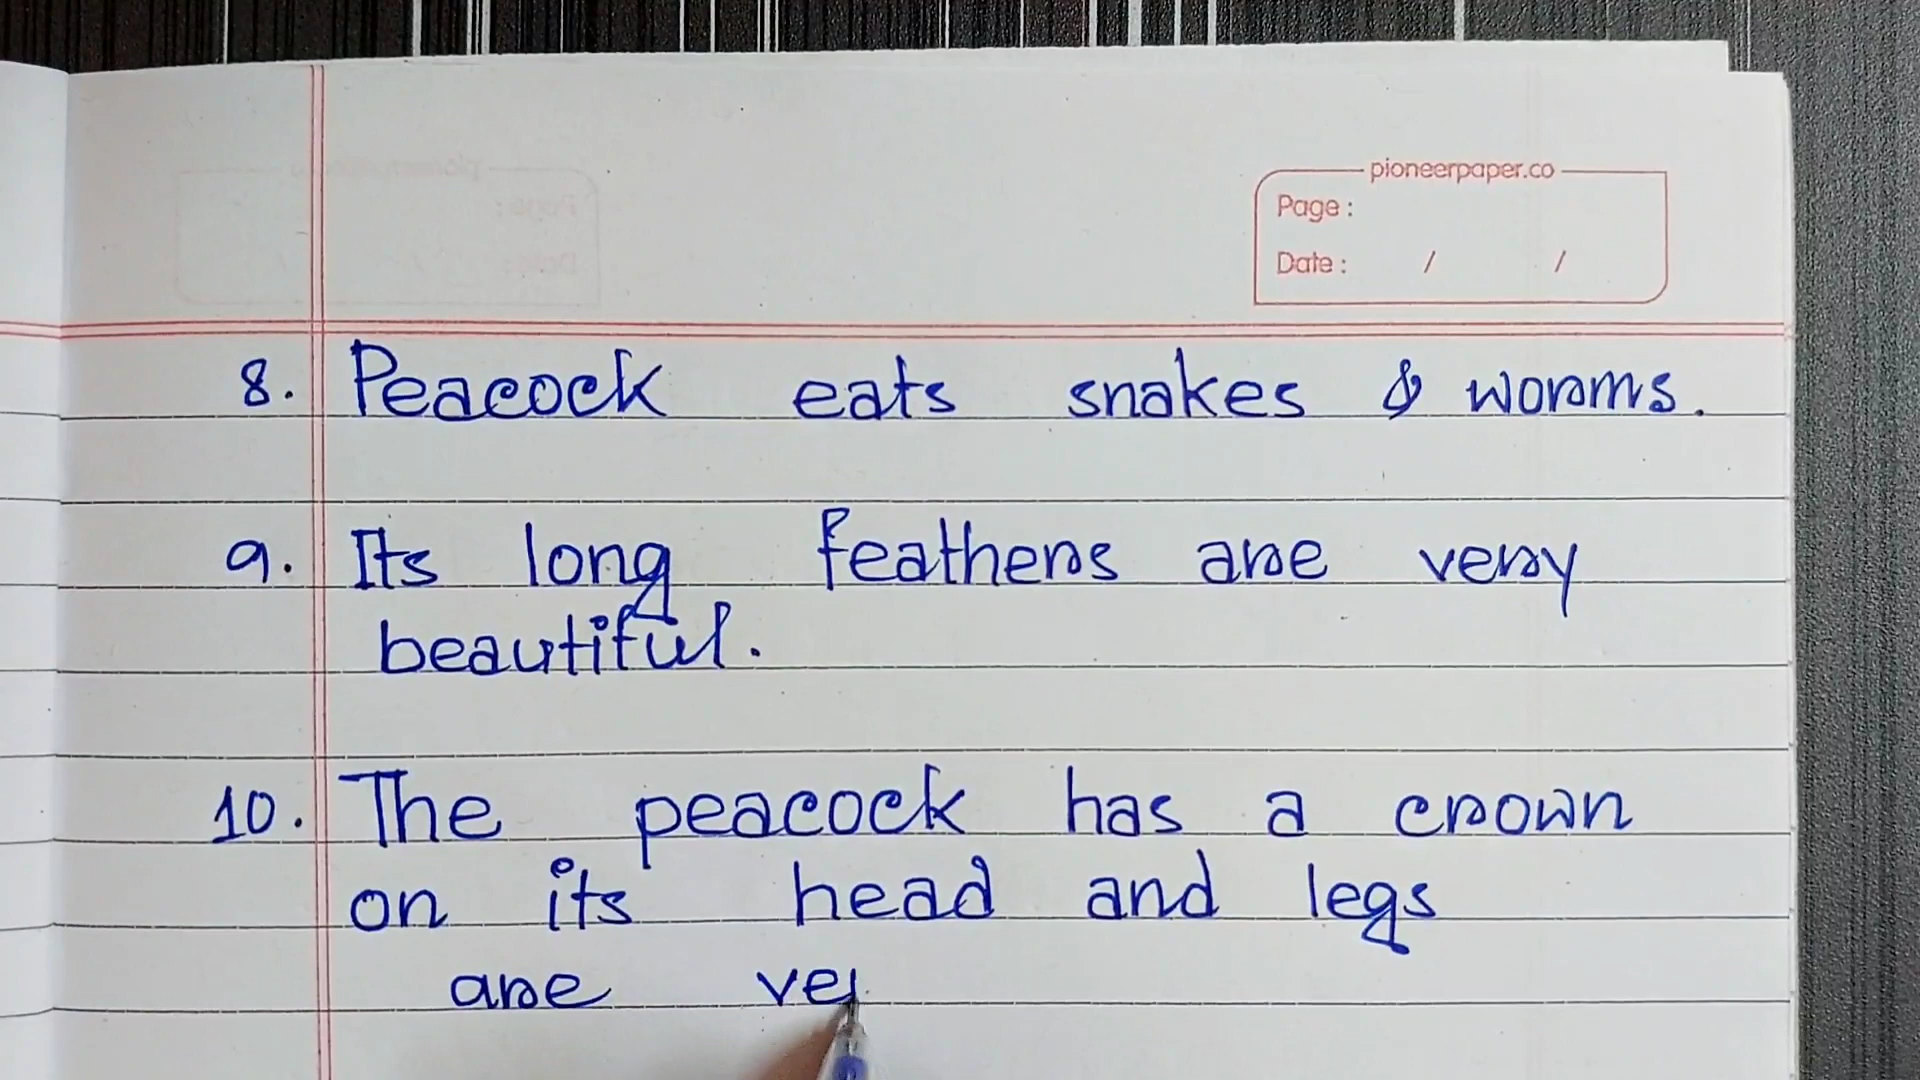 pioneerpaper.co
Page :
Date : / /
8. Peacock eats snakes & worms.
9. Its long feathers are very
beautiful.
10. The peacock has a crown
on its head and legs
are ve